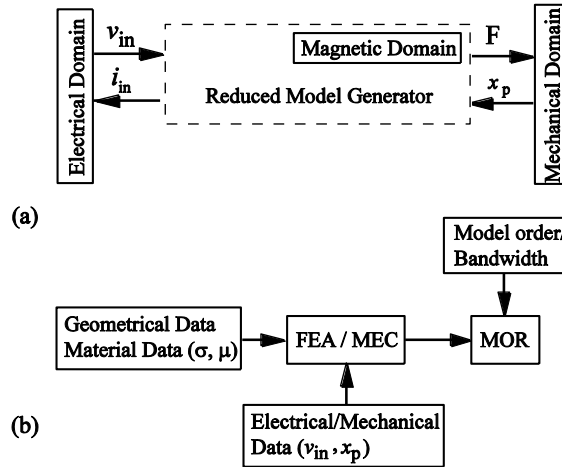 Electrical Domain
v_in
i_in
Magnetic Domain
Reduced Model Generator
F
x_p
Mechanical Domain
(a)
Model order/
Bandwidth
Geometrical Data
Material Data (σ, μ)
FEA / MEC
MOR
Electrical/Mechanical
Data (v_in, x_p)
(b)